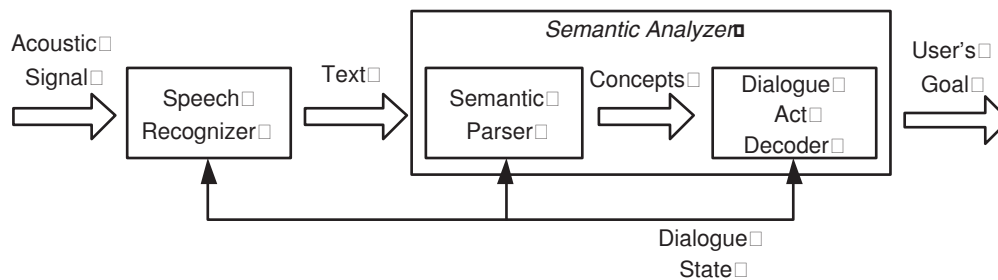 Semantic Analyzer
Acoustic
Signal
Speech
Recognizer
Text
Semantic
Parser
Concepts
Dialogue
Act
Decoder
User's
Goal
Dialogue
State